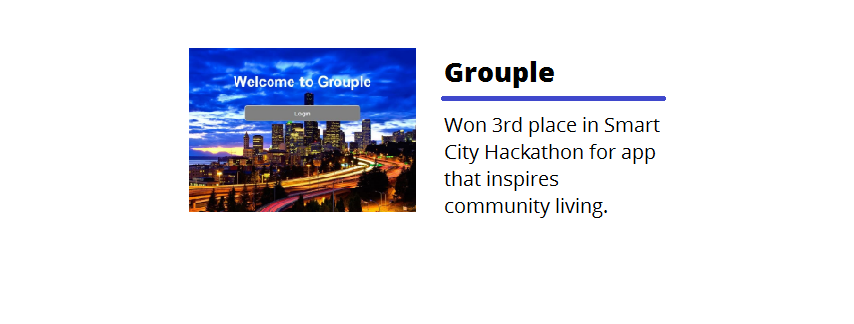 Welcome to Grouple
Login
Grouple
Won 3rd place in Smart
City Hackathon for app
that inspires
community living.